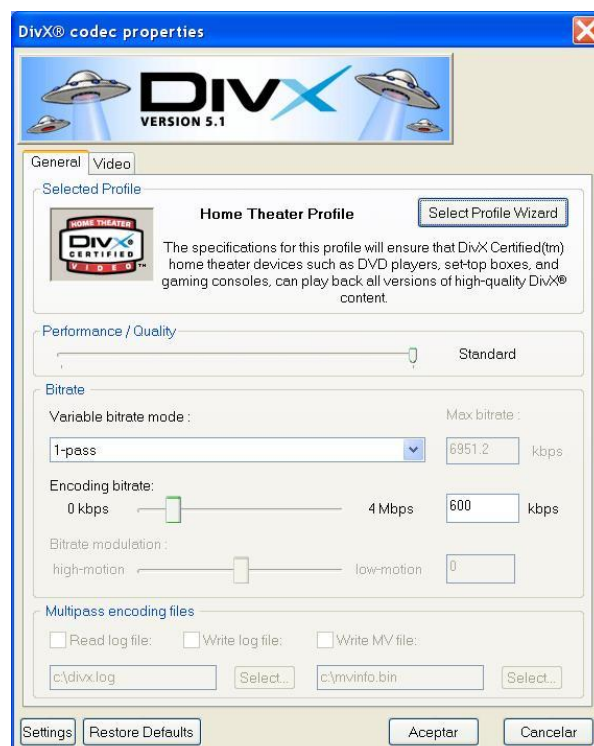 DivX® codec properties
DIVX
VERSION 5.1
General
Video
Selected Profile
HOME THEATER
DIVX®
CERTIFIED
VIDEO™
Home Theater Profile
Select Profile Wizard
The specifications for this profile will ensure that DivX Certified(tm)
home theater devices such as DVD players, set-top boxes, and
gaming consoles, can play back all versions of high-quality DivX®
content.
Performance / Quality
Standard
Bitrate
Variable bitrate mode :
Max bitrate :
1-pass
6951.2
kbps
Encoding bitrate:
0 kbps
4 Mbps
600
kbps
Bitrate modulation :
high-motion
low-motion
0
Multipass encoding files
Read log file:
Write log file:
Write MV file:
c:\divx.log
Select...
c:\mvinfo.bin
Select...
Settings
Restore Defaults
Aceptar
Cancelar